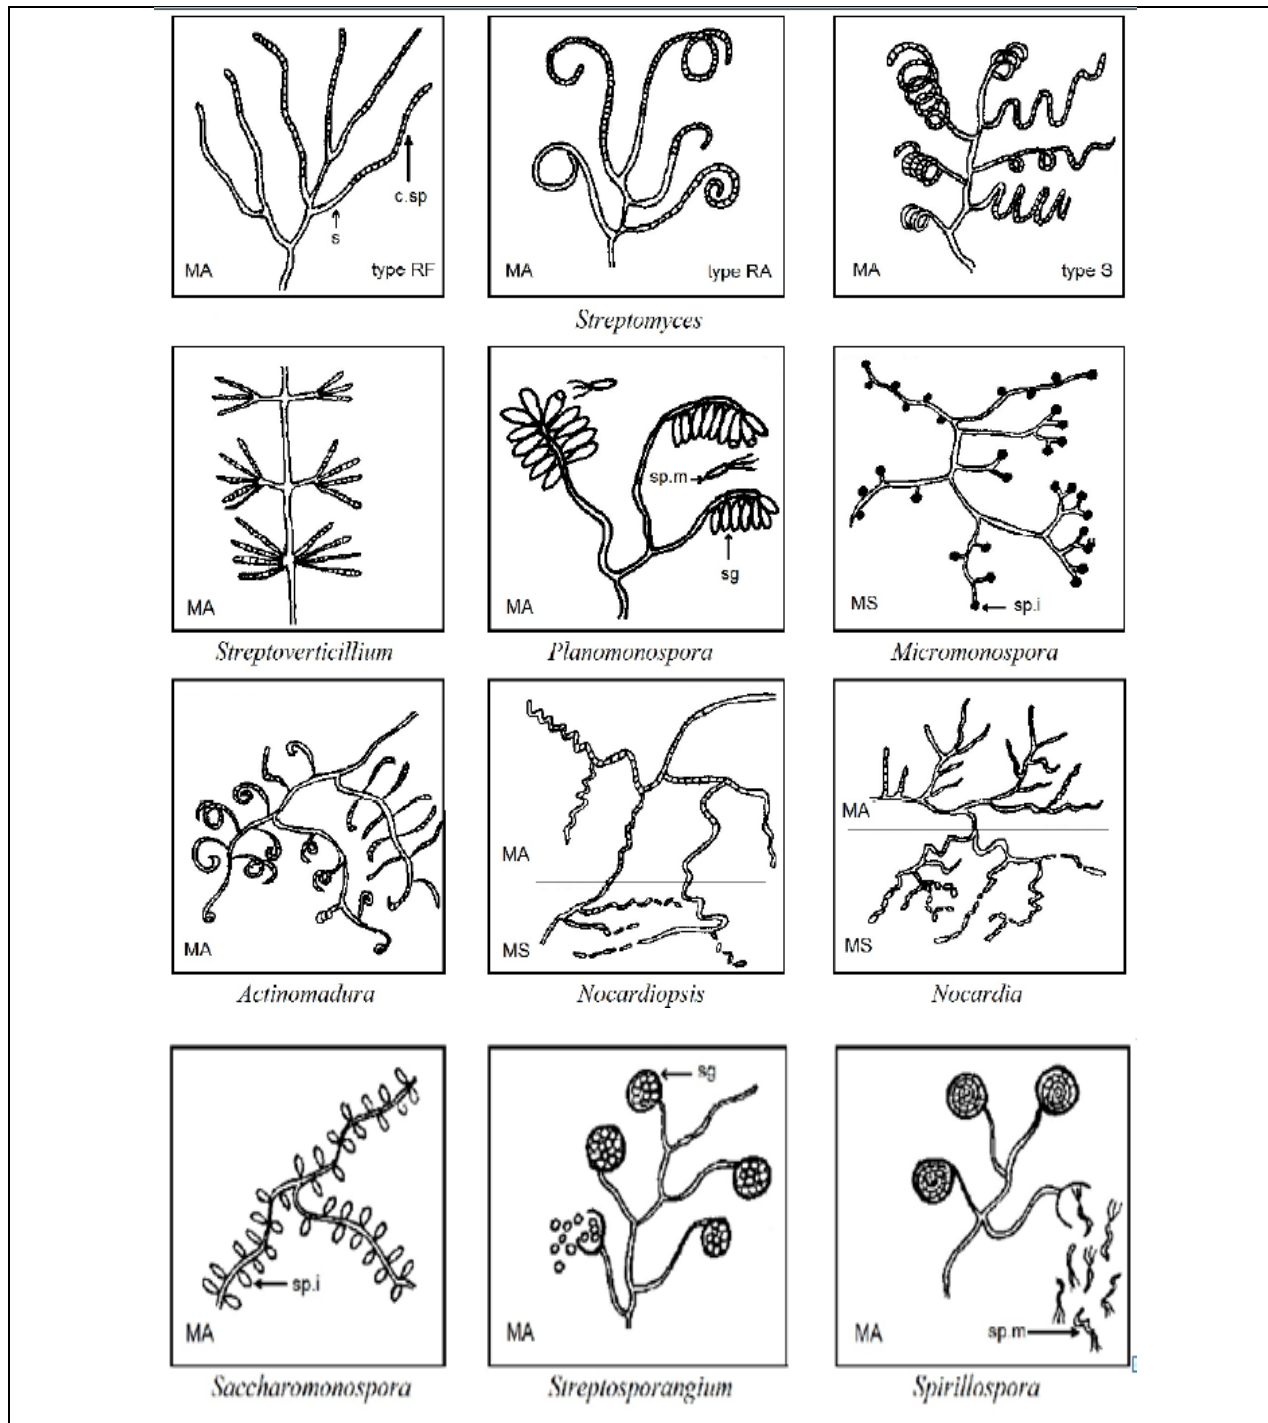 c.sp
s
MA type RF
MA type RA
MA type S
Streptomyces
MA
sp.m
sg
MA
MS
sp.i
Streptoverticillium Planomonospora Micromonospora
MA
MA
MS
MA
MS
Actinomadura Nocardiopsis Nocardia
sp.i
MA
sg
MA
sp.m
MA
Saccharomonospora Streptosporangium Spirillospora